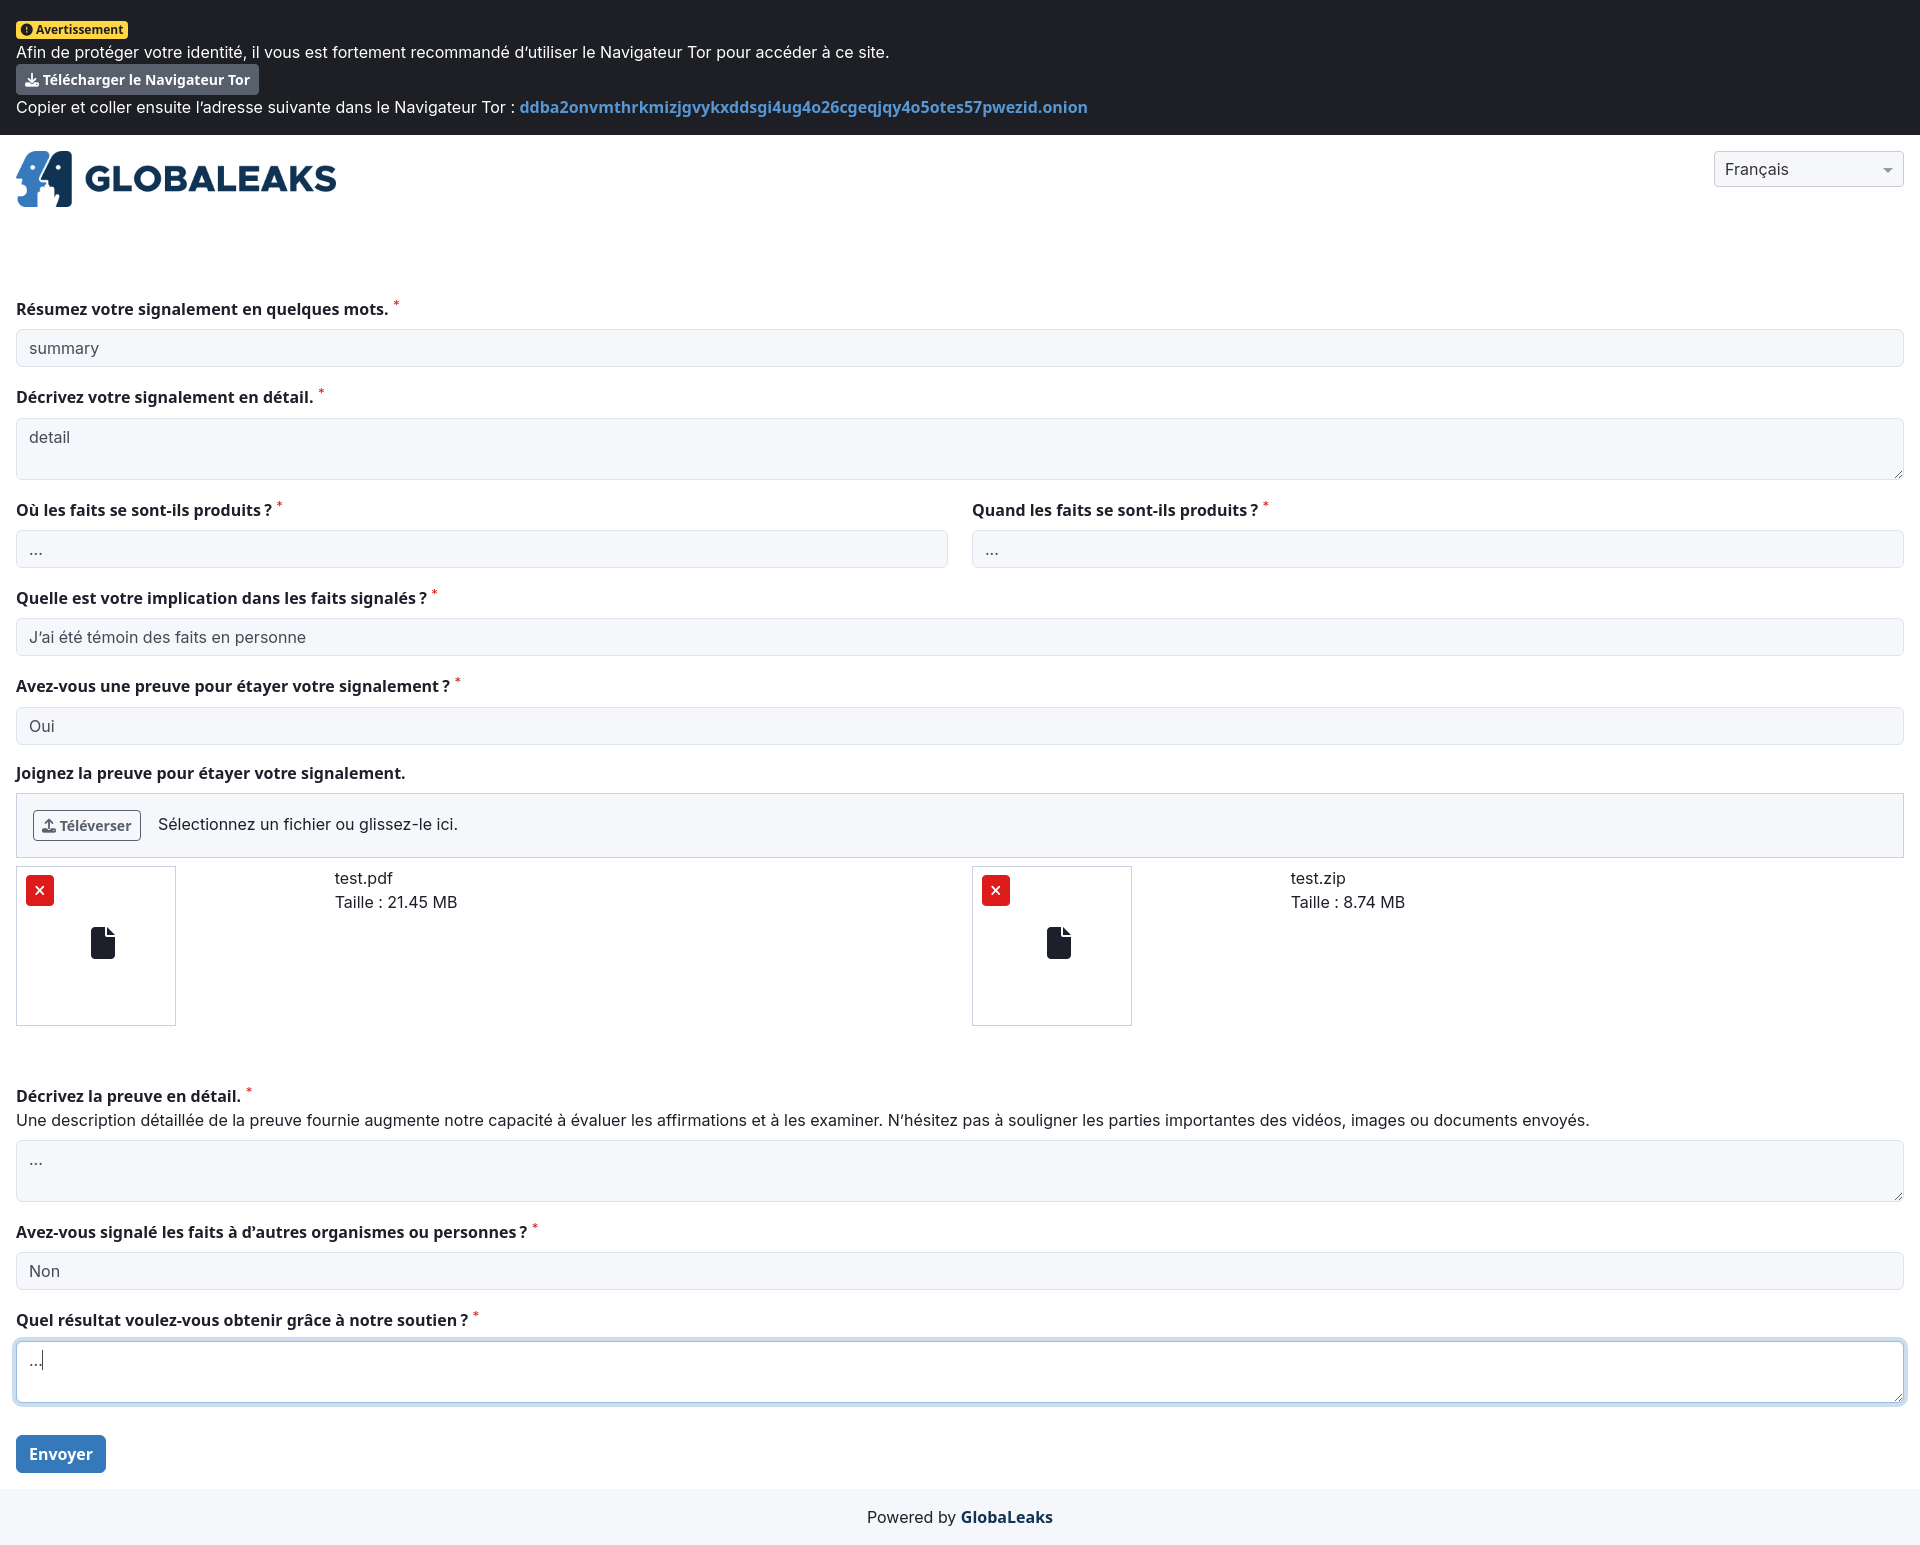 Avertissement
Afin de protéger votre identité, il vous est fortement recommandé d’utiliser le Navigateur Tor pour accéder à ce site.
Télécharger le Navigateur Tor
Copier et coller ensuite l’adresse suivante dans le Navigateur Tor : ddba2onvmthrkmizjgvykxddsgi4ug4o26cgeqjqy4o5otes57pwezid.onion
GLOBALEAKS
Français
Résumez votre signalement en quelques mots. *
summary
Décrivez votre signalement en détail. *
detail
Où les faits se sont-ils produits ? *
Quand les faits se sont-ils produits ? *
...
...
Quelle est votre implication dans les faits signalés ? *
J’ai été témoin des faits en personne
Avez-vous une preuve pour étayer votre signalement ? *
Oui
Joignez la preuve pour étayer votre signalement.
Téléverser Sélectionnez un fichier ou glissez-le ici.
test.pdf
Taille : 21.45 MB
test.zip
Taille : 8.74 MB
Décrivez la preuve en détail. *
Une description détaillée de la preuve fournie augmente notre capacité à évaluer les affirmations et à les examiner. N’hésitez pas à souligner les parties importantes des vidéos, images ou documents envoyés.
...
Avez-vous signalé les faits à d’autres organismes ou personnes ? *
Non
Quel résultat voulez-vous obtenir grâce à notre soutien ? *
...
Envoyer
Powered by GlobaLeaks